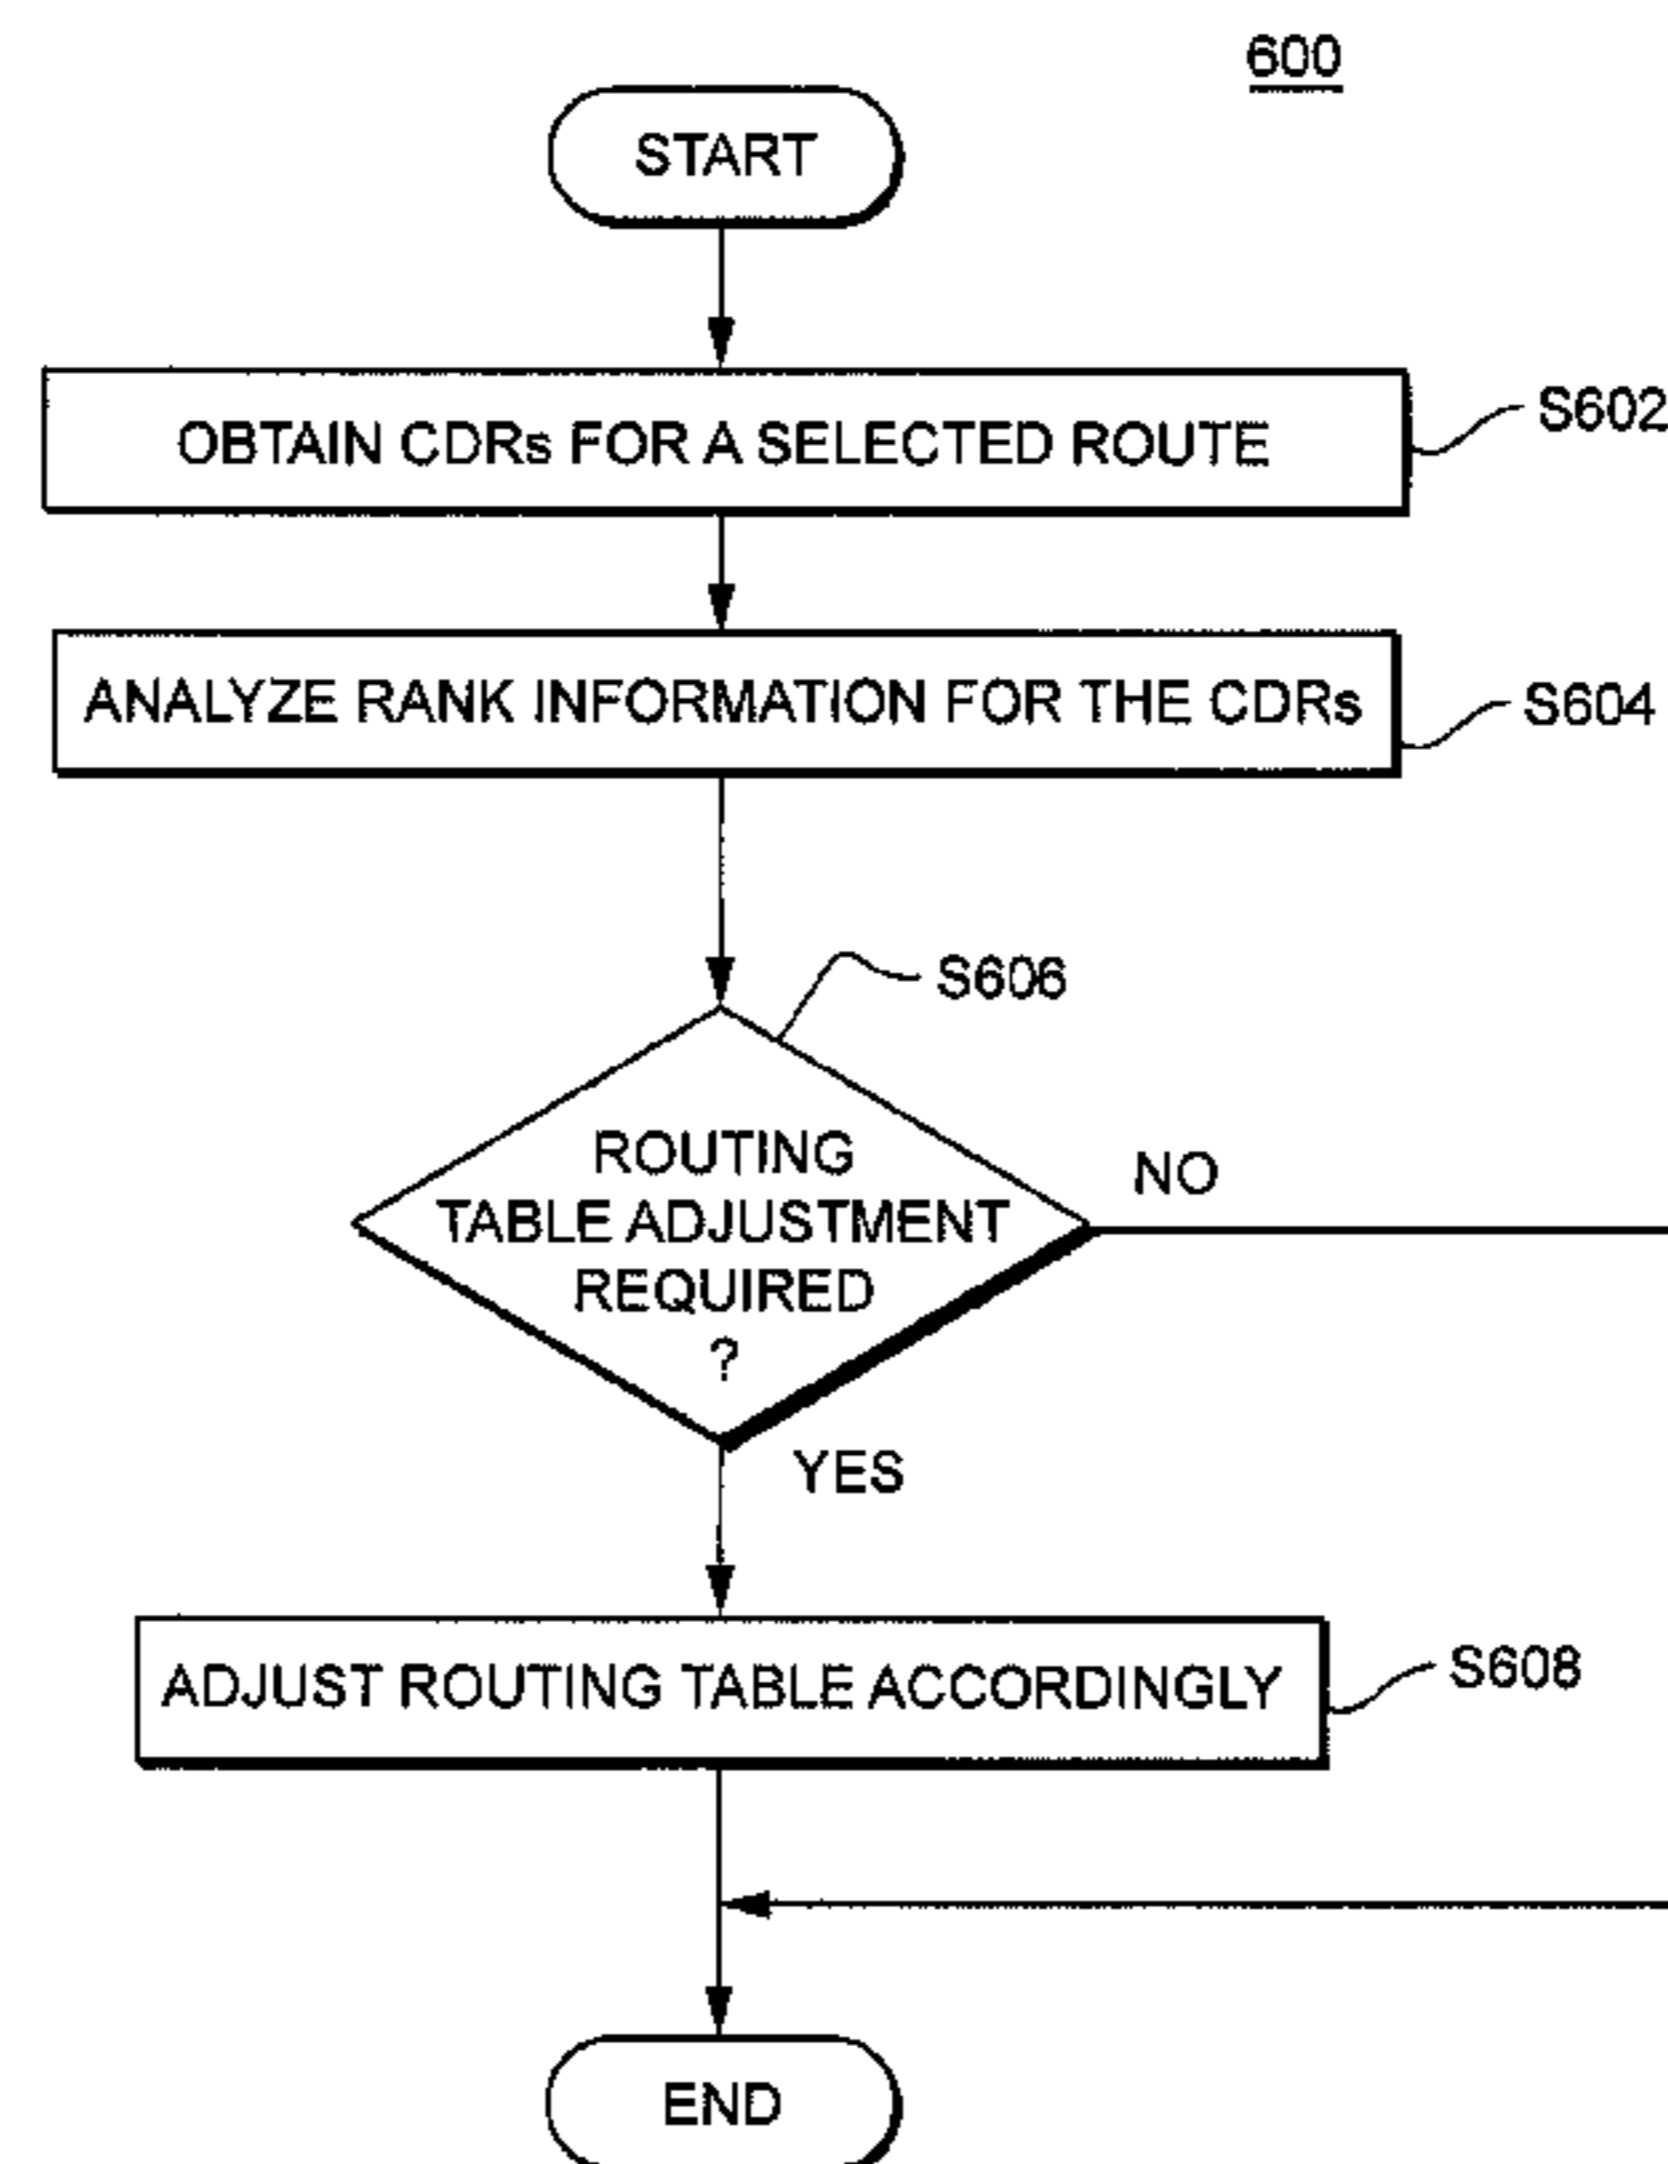 600
START
OBTAIN CDRs FOR A SELECTED ROUTE
S602
ANALYZE RANK INFORMATION FOR THE CDRs
S604
S606
ROUTING
TABLE ADJUSTMENT
REQUIRED
?
NO
YES
ADJUST ROUTING TABLE ACCORDINGLY
S608
END